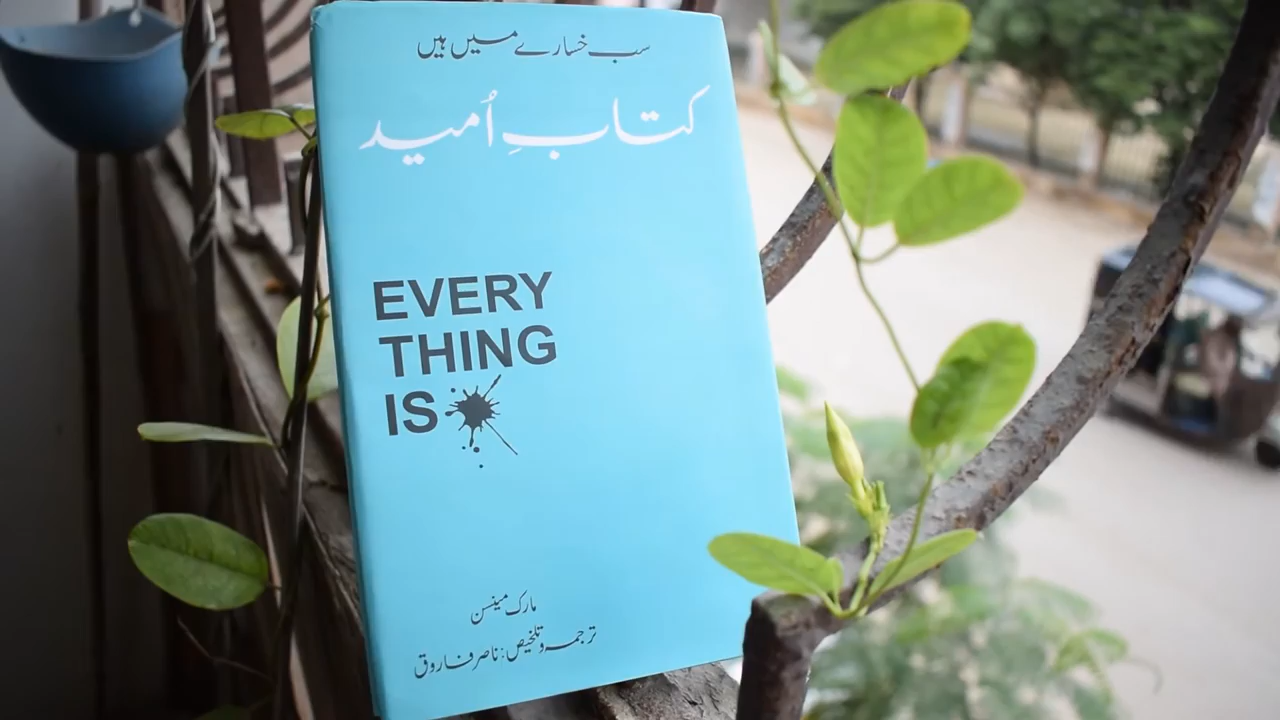 سب خسارے میں ہیں
کتابِ اُمید
EVERY
THING
IS
مارک مینسن
ترجمہ و تلخیص: ناصر فاروق